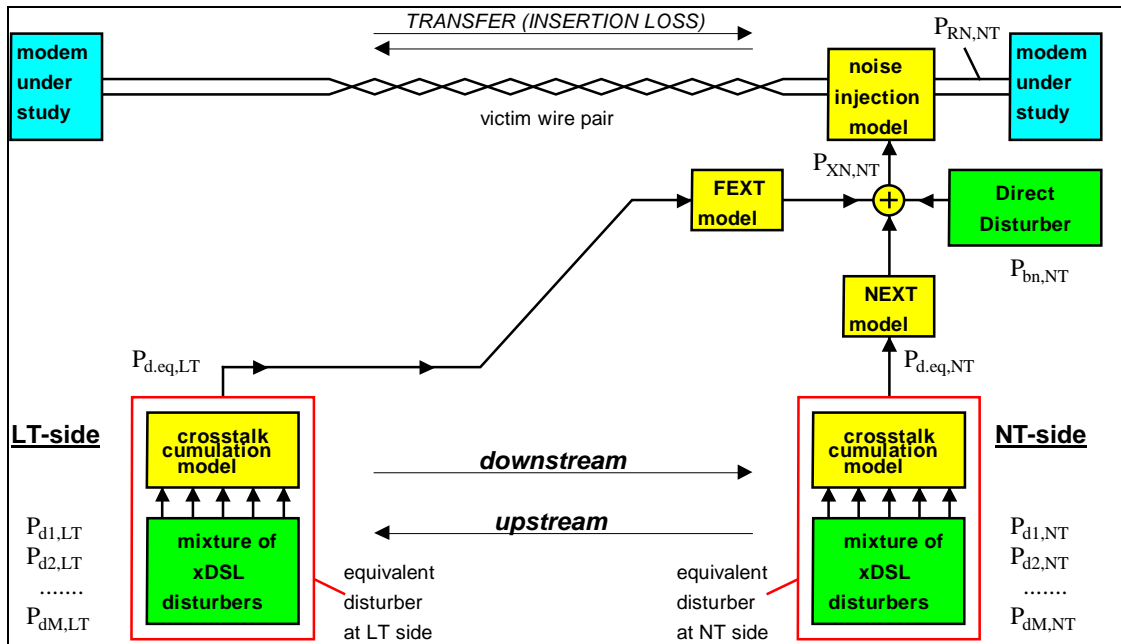 TRANSFER (INSERTION LOSS)
P_RN,NT
modem
under
study
noise
injection
model
modem
under
study
victim wire pair
P_XN,NT
FEXT
model
+
Direct
Disturber
P_bn,NT
NEXT
model
P_d.eq,LT
P_d.eq,NT
LT-side
crosstalk
cumulation
model
downstream
crosstalk
cumulation
model
NT-side
upstream
P_d1,LT
P_d2,LT
.......
P_dM,LT
mixture of
xDSL
disturbers
equivalent
disturber
at LT side
equivalent
disturber
at NT side
mixture of
xDSL
disturbers
P_d1,NT
P_d2,NT
.......
P_dM,NT